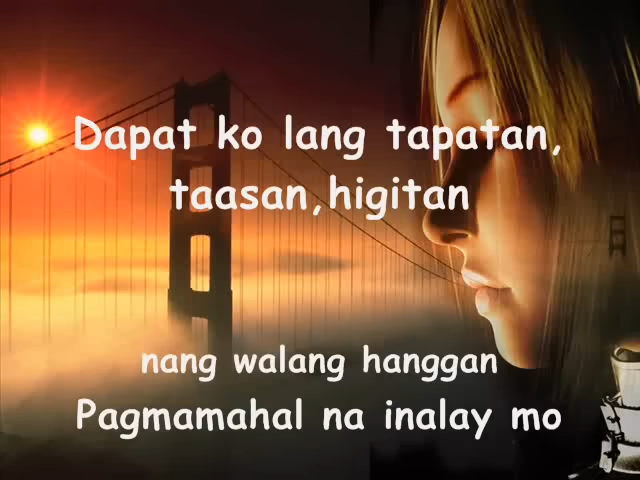 Dapat ko lang tapatan,
taasan,higitan
nang walang hanggan
Pagmamahal na inalay mo